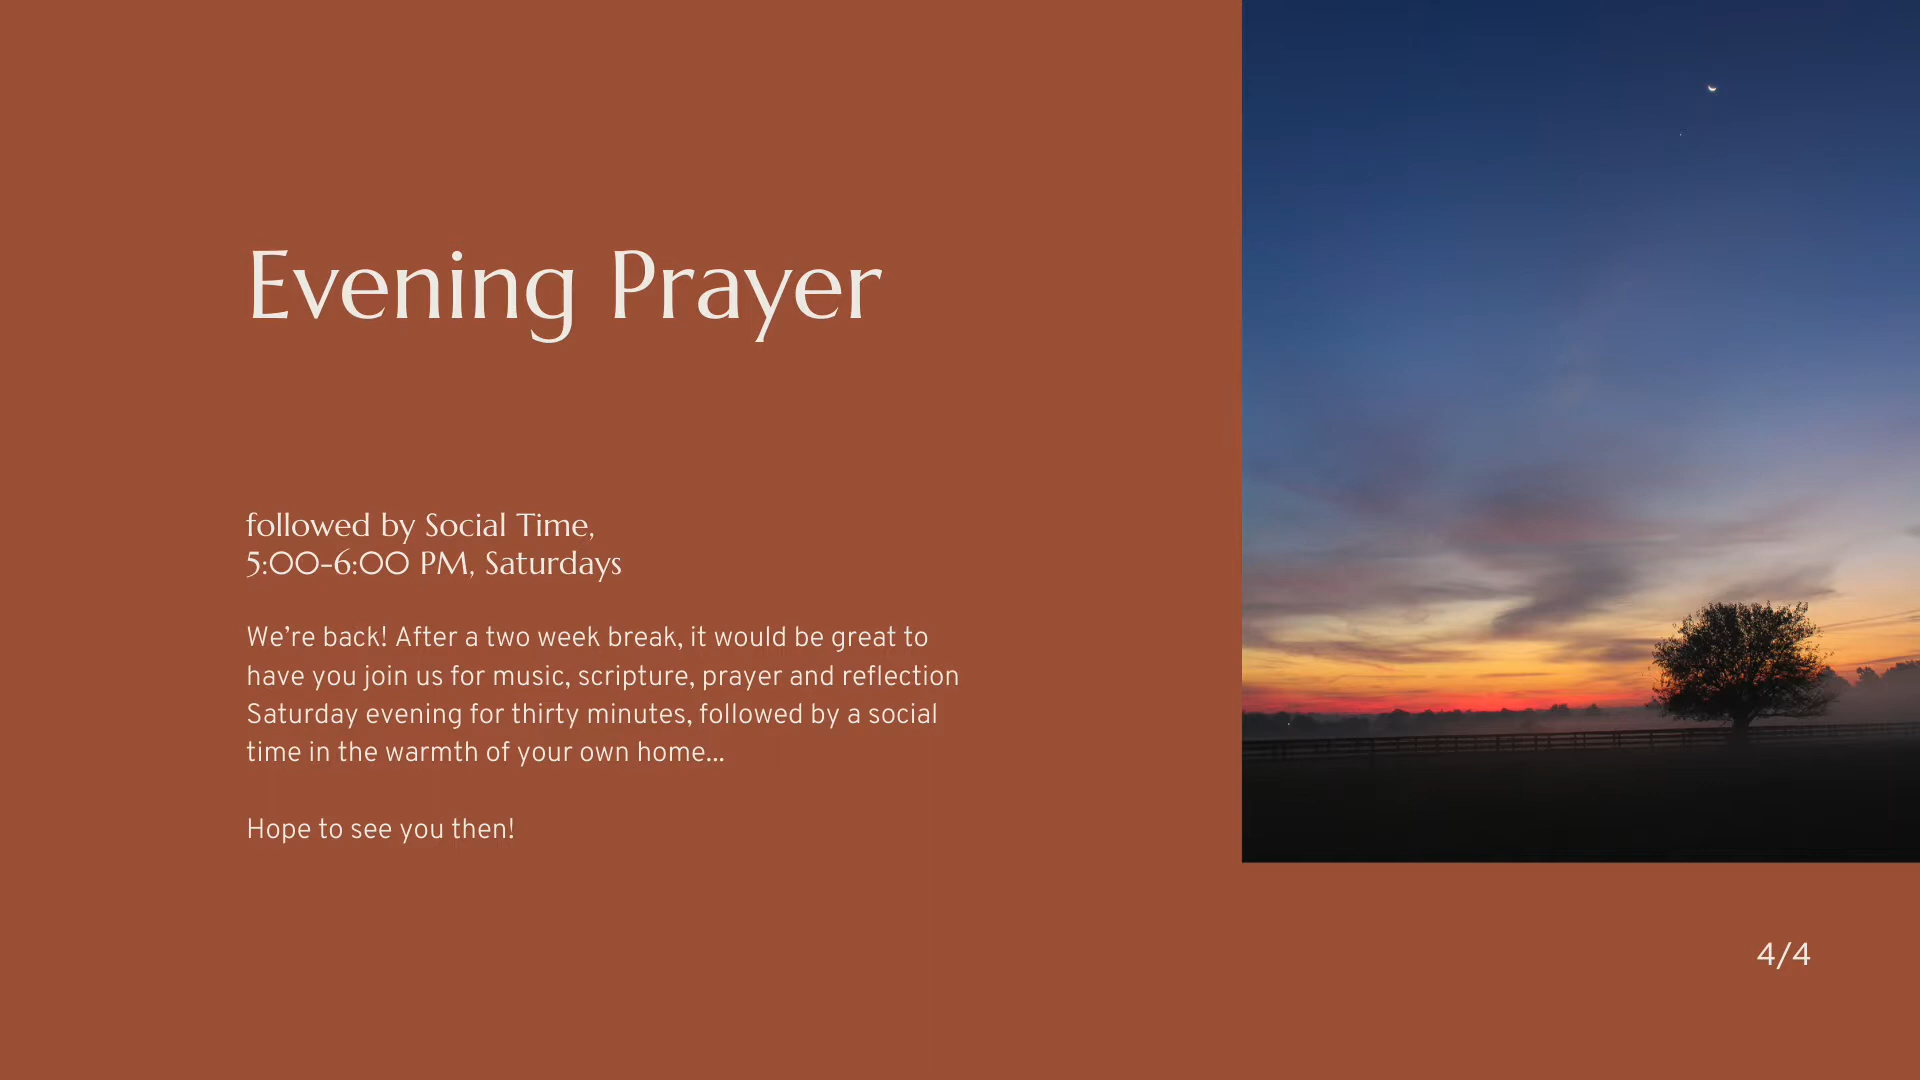 Evening Prayer
followed by Social Time,
5:00-6:00 PM, Saturdays
We’re back! After a two week break, it would be great to
have you join us for music, scripture, prayer and reflection
Saturday evening for thirty minutes, followed by a social
time in the warmth of your own home...
Hope to see you then!
4/4